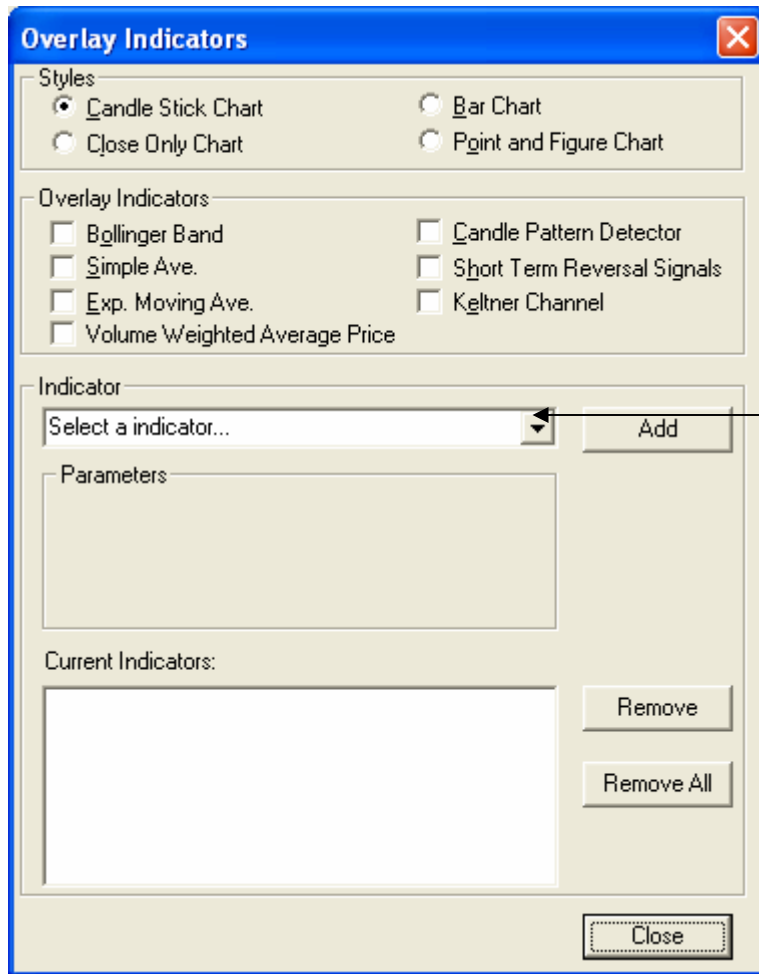 Overlay Indicators
Styles
Candle Stick Chart
Bar Chart
Close Only Chart
Point and Figure Chart
Overlay Indicators
Bollinger Band
Candle Pattern Detector
Simple Ave.
Short Term Reversal Signals
Exp. Moving Ave.
Keltner Channel
Volume Weighted Average Price
Indicator
Select a indicator...
Add
Parameters
Current Indicators:
Remove
Remove All
Close